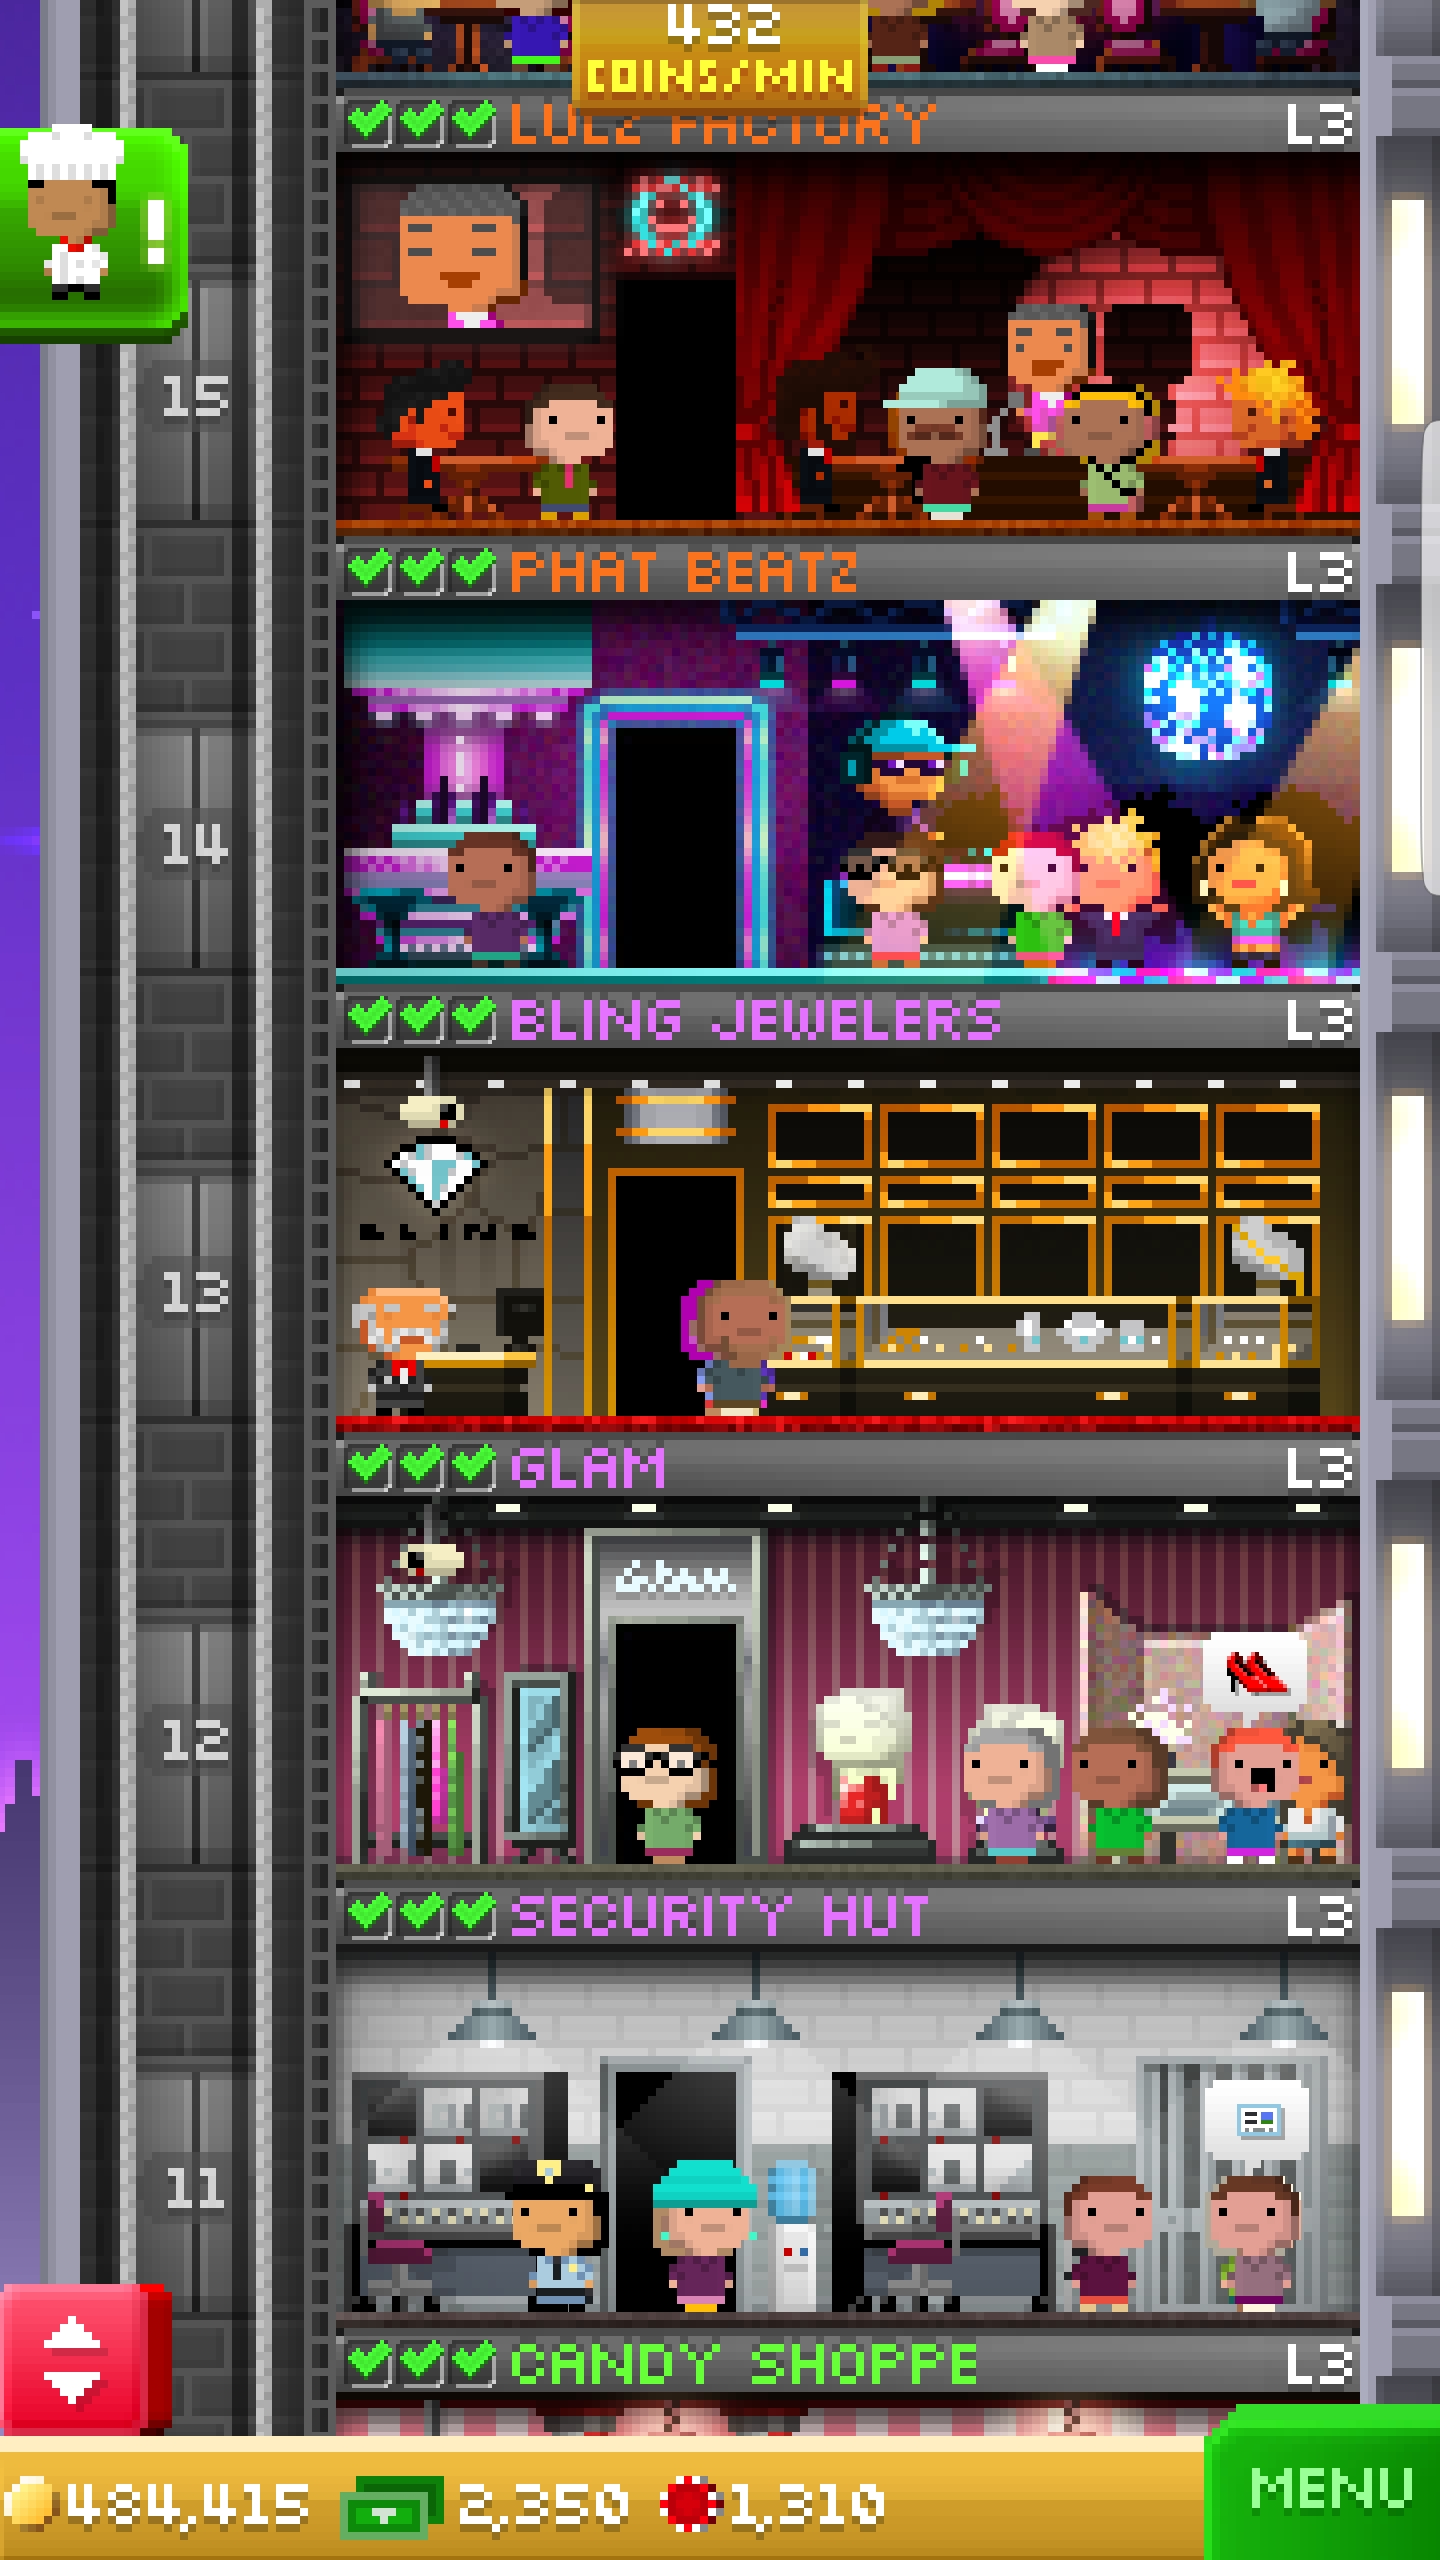 432
COINS/MIN
LULZ FACTORY L3
!
15
PHAT BEATZ L3
14
BLING JEWELERS L3
BLING
13
GLAM L3
Glam
12
SECURITY HUT L3
11
CANDY SHOPPE L3
484,415 2,350 1,310
MENU